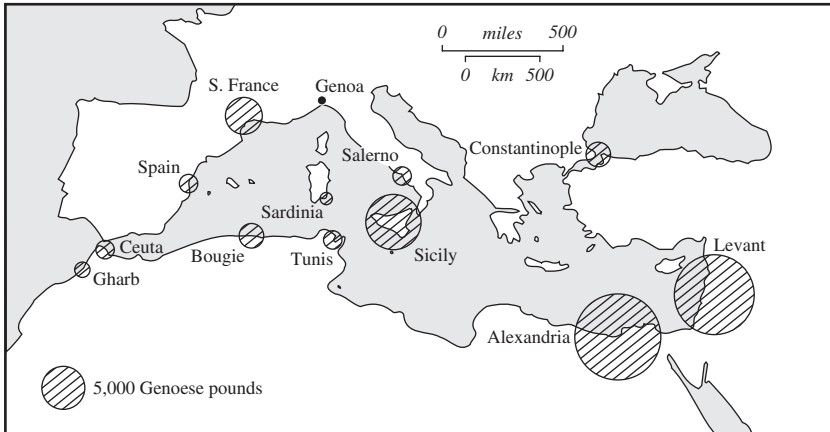 0 miles 500
0 km 500
S. France
Genoa
Constantinople
Salerno
Spain
Sardinia
Levant
Ceuta
Bougie
Tunis
Sicily
Gharb
Alexandria
5,000 Genoese pounds